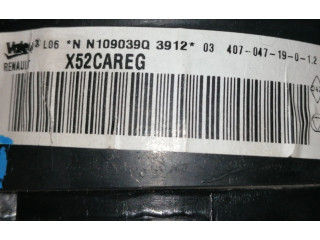 Valeo L06 *N N109039Q 3912* 03 407-047-19-0-1.2
RENAULT X52CAREG